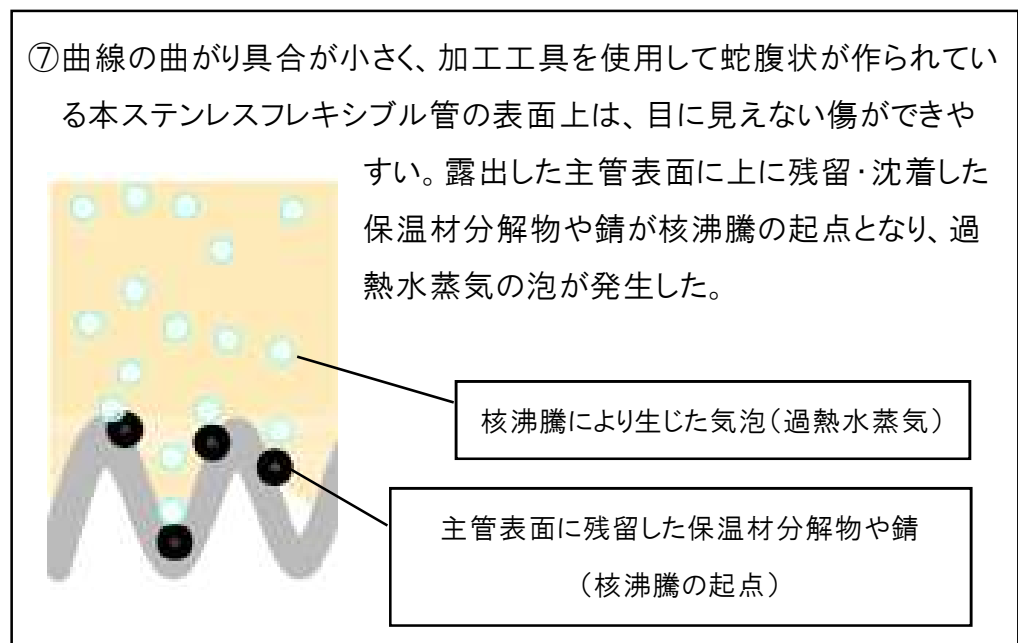 ⑦曲線の曲がり具合が小さく、加工工具を使用して蛇腹状が作られてい
る本ステンレスフレキシブル管の表面上は、目に見えない傷ができや
すい。露出した主管表面に上に残留・沈着した
保温材分解物や錆が核沸騰の起点となり、過
熱水蒸気の泡が発生した。
核沸騰により生じた気泡（過熱水蒸気）
主管表面に残留した保温材分解物や錆
（核沸騰の起点）